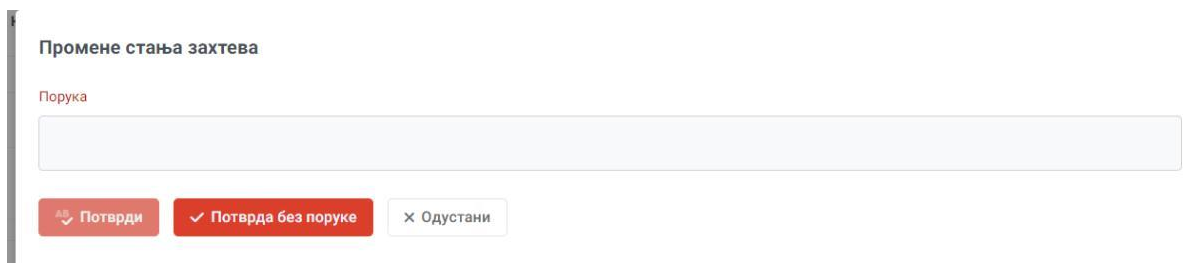 Промене стања захтева
Порука
Потврди
Потврда без поруке
Одустани